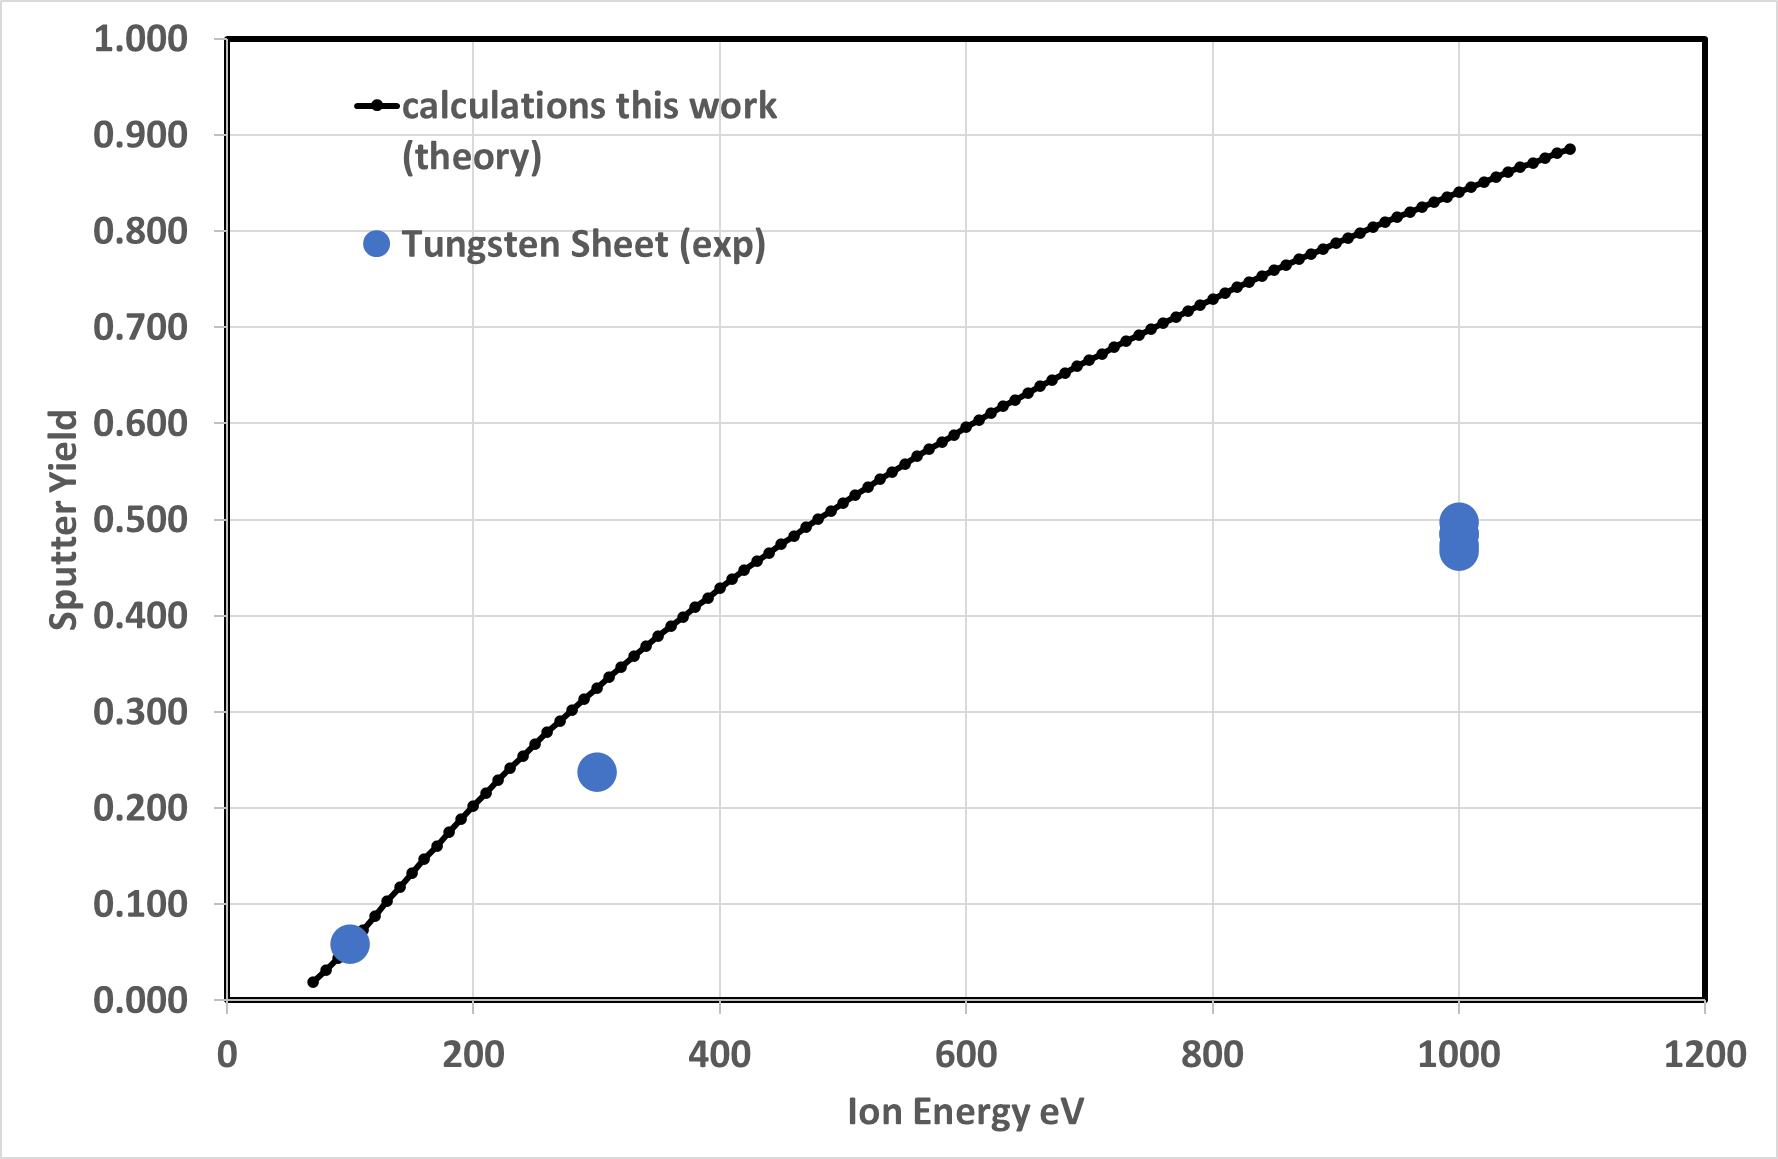 1.000
0.900
0.800
0.700
0.600
0.500
0.400
0.300
0.200
0.100
0.000
Sputter Yield
calculations this work
(theory)
Tungsten Sheet (exp)
0 200 400 600 800 1000 1200
Ion Energy eV